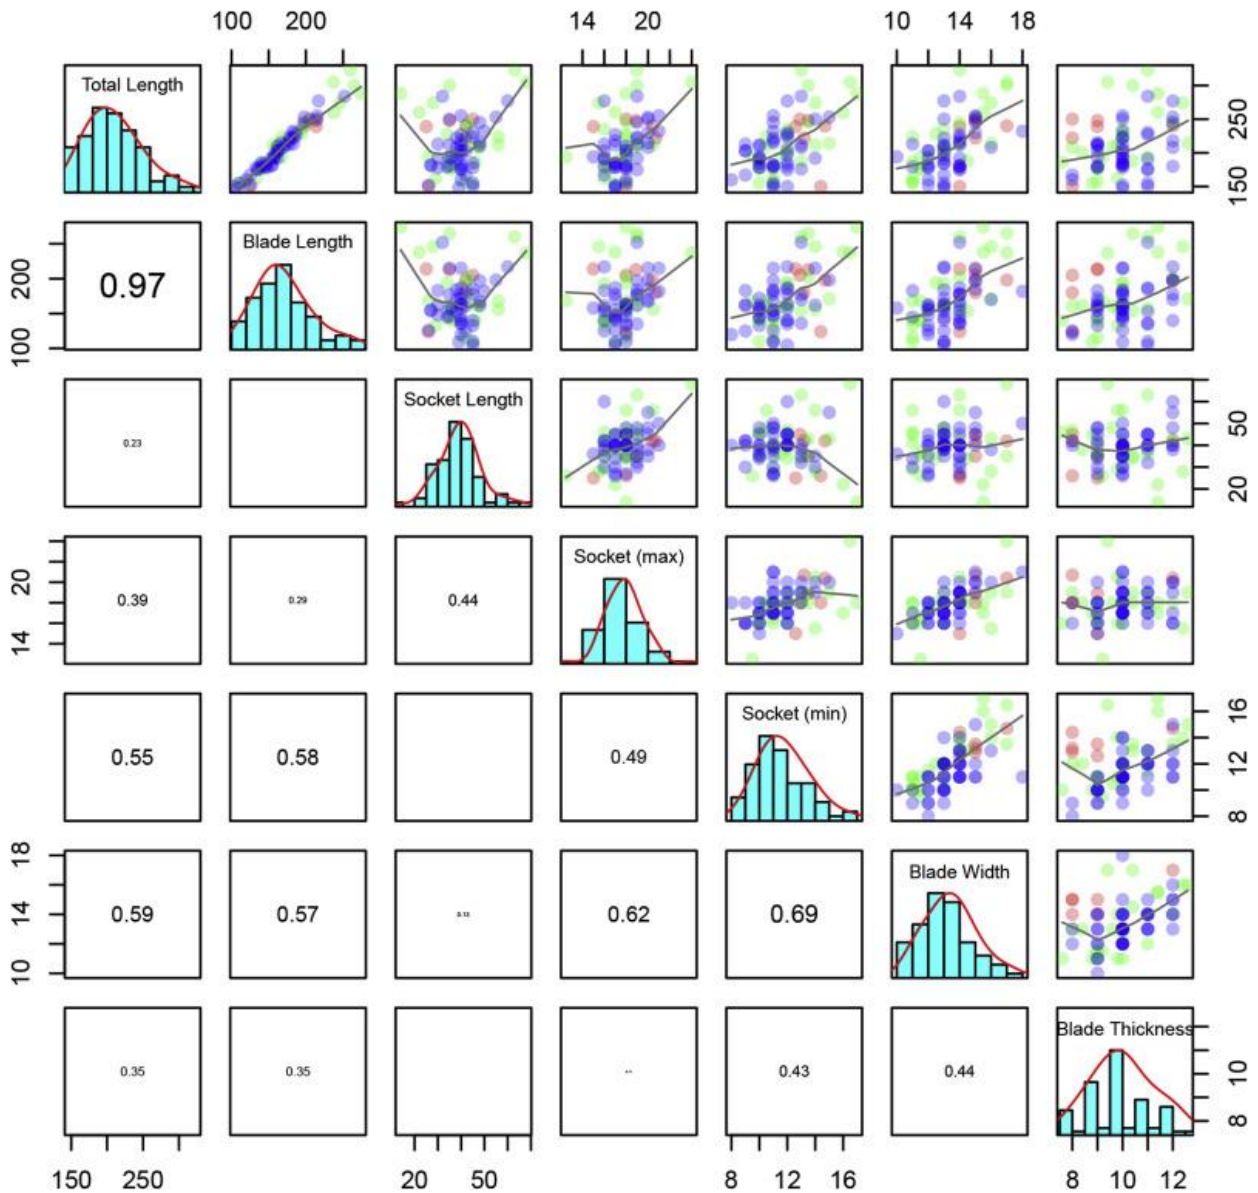 100 200 14 20 10 14 18
Total Length
150 250
100 200
0.97
Blade Length
0.23
Socket Length
20 50
14 20
0.39 0.29 0.44
Socket (max)
0.55 0.58 0.49
Socket (min)
8 12 16
10 14 18
0.59 0.57 0.13 0.62 0.69
Blade Width
0.35 0.35 0.43 0.44
Blade Thickness
8 10
150 250 20 50 8 12 16 8 10 12